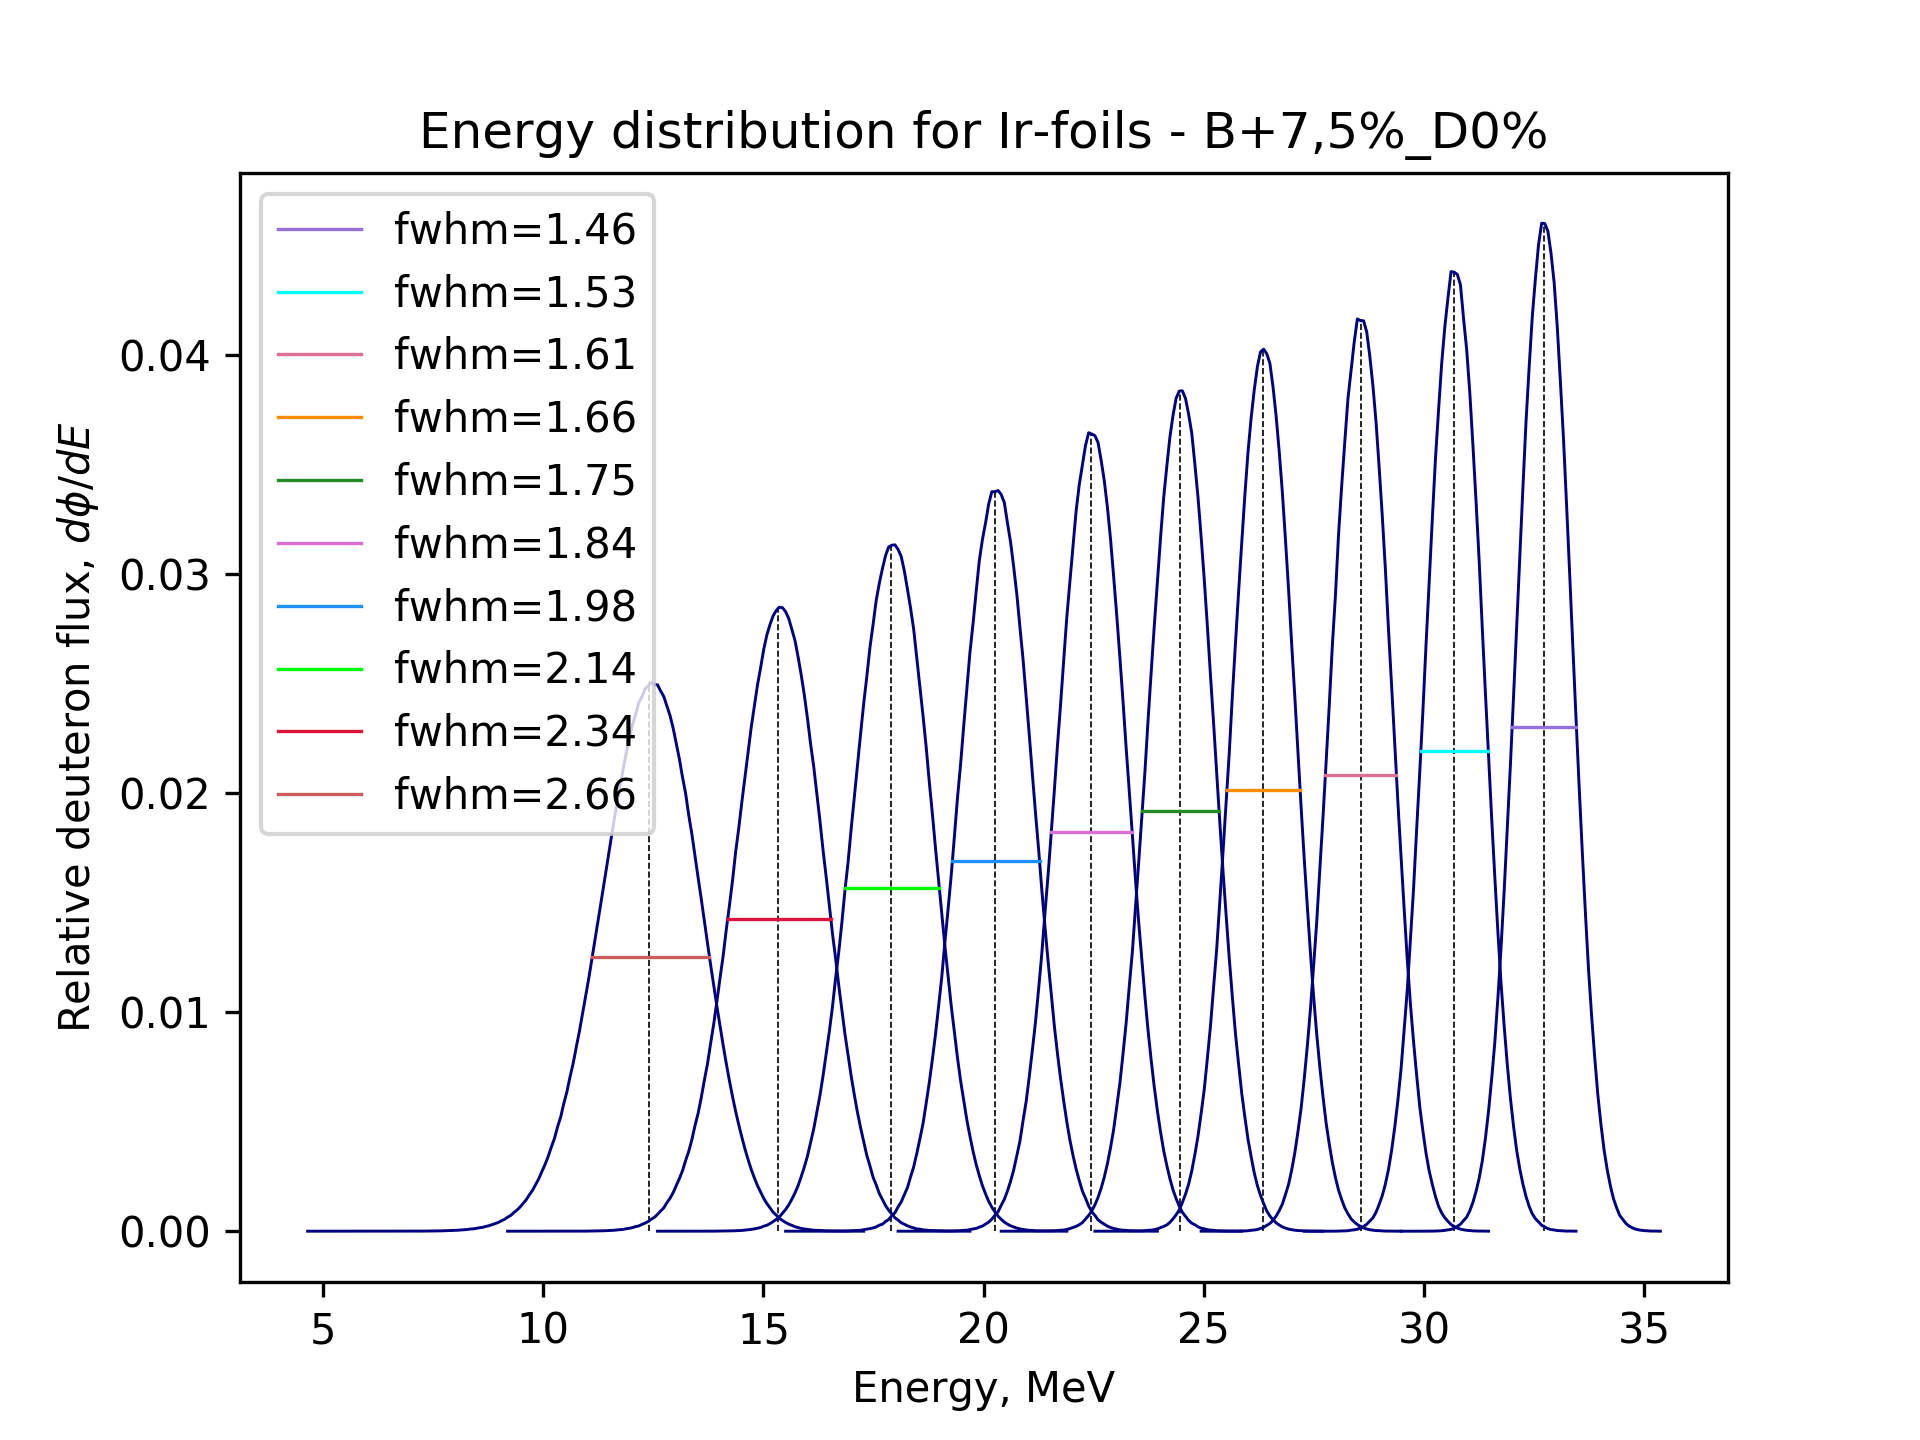 Energy distribution for Ir-foils - B+7,5%_D0%
fwhm=1.46
fwhm=1.53
fwhm=1.61
fwhm=1.66
fwhm=1.75
fwhm=1.84
fwhm=1.98
fwhm=2.14
fwhm=2.34
fwhm=2.66
Relative deuteron flux, dϕ/dE
0.04
0.03
0.02
0.01
0.00
5 10 15 20 25 30 35
Energy, MeV